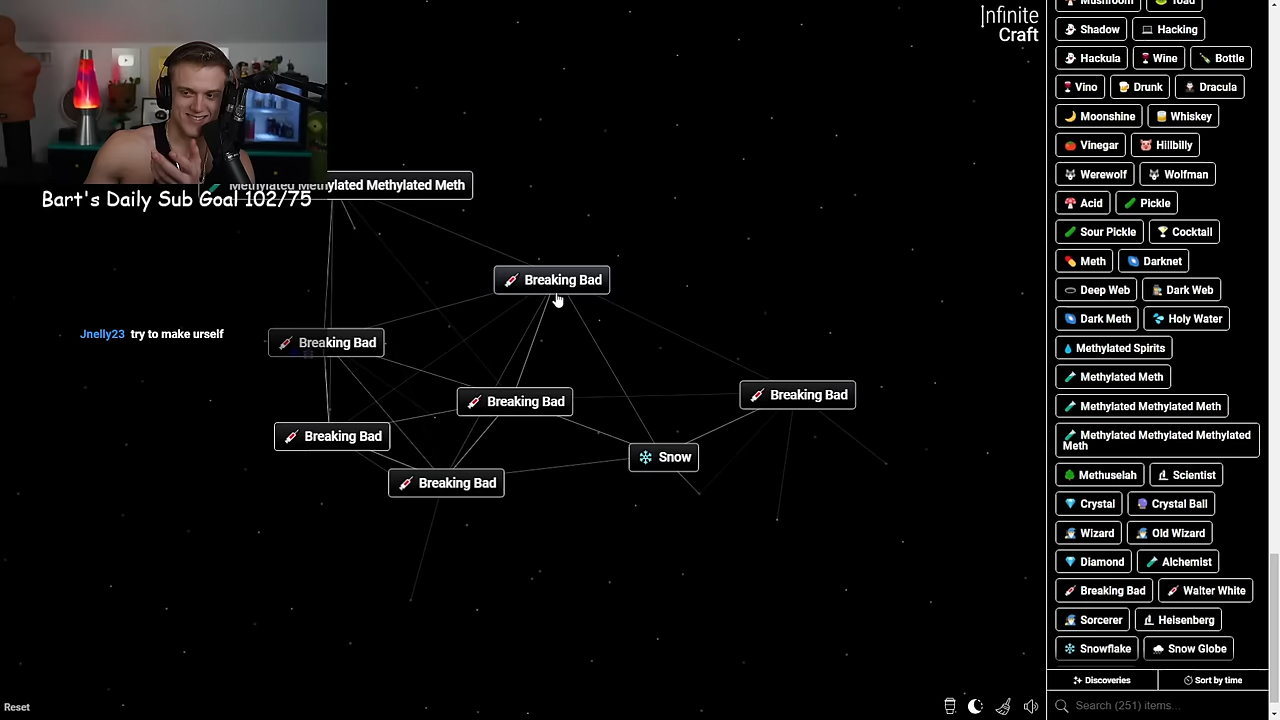 Infinite
Craft
Methylated Methylated Methylated Meth
Bart's Daily Sub Goal 102/75
Breaking Bad
Jnelly23 try to make urself
Breaking Bad
Breaking Bad
Breaking Bad
Breaking Bad
Snow
Breaking Bad
Reset
Mushroom Toad
Shadow Hacking
Hackula Wine Bottle
Vino Drunk Dracula
Moonshine Whiskey
Vinegar Hillbilly
Werewolf Wolfman
Acid Pickle
Sour Pickle Cocktail
Meth Darknet
Deep Web Dark Web
Dark Meth Holy Water
Methylated Spirits
Methylated Meth
Methylated Methylated Meth
Methylated Methylated Methylated
Meth
Methuselah Scientist
Crystal Crystal Ball
Wizard Old Wizard
Diamond Alchemist
Breaking Bad Walter White
Sorcerer Heisenberg
Snowflake Snow Globe
Discoveries Sort by time
Search (251) items...